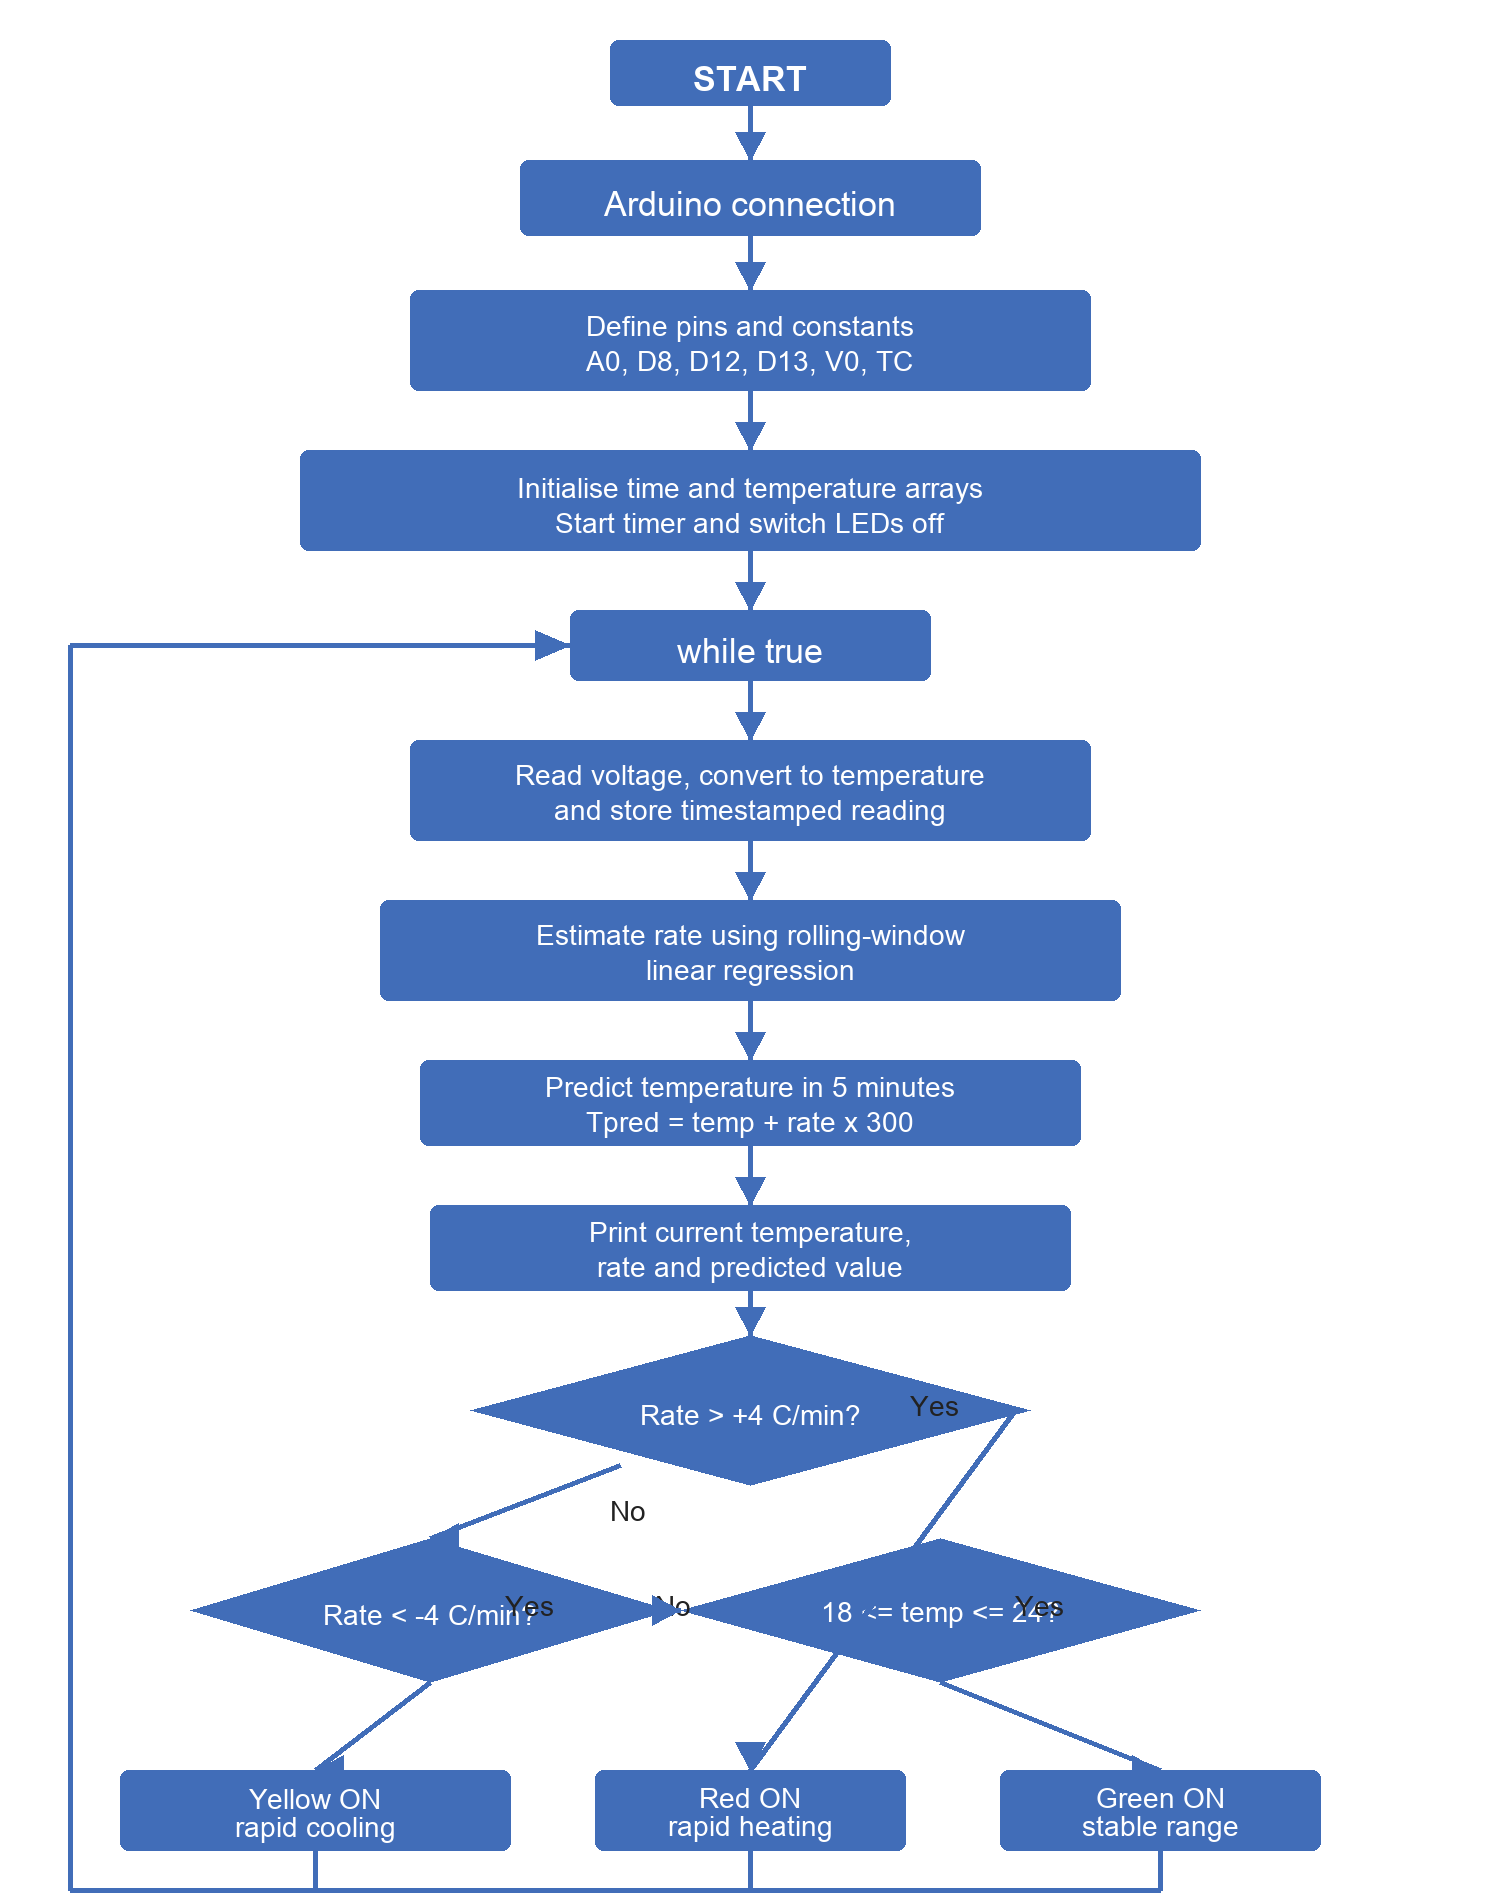 START
Arduino connection
Define pins and constants
A0, D8, D12, D13, V0, TC
Initialise time and temperature arrays
Start timer and switch LEDs off
while true
Read voltage, convert to temperature
and store timestamped reading
Estimate rate using rolling-window
linear regression
Predict temperature in 5 minutes
Tpred = temp + rate x 300
Print current temperature,
rate and predicted value
Rate > +4 C/min?
Yes
No
Rate < -4 C/min?
Yes
No
18 <= temp <= 24?
Yes
Yellow ON
rapid cooling
Red ON
rapid heating
Green ON
stable range